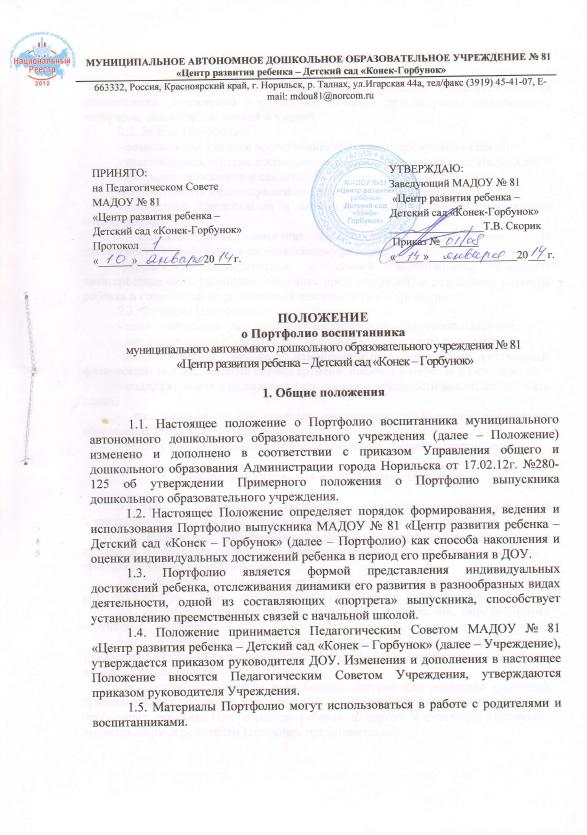 Национальный
Реестр
2012
МУНИЦИПАЛЬНОЕ АВТОНОМНОЕ ДОШКОЛЬНОЕ ОБРАЗОВАТЕЛЬНОЕ УЧРЕЖДЕНИЕ № 81
«Центр развития ребенка – Детский сад «Конек-Горбунок»
663332, Россия, Красноярский край, г. Норильск, р. Талнах, ул.Игарская 44а, тел/факс (3919) 45-41-07, E-
mail: mdou81@norcom.ru
ПРИНЯТО:
на Педагогическом Совете
МАДОУ № 81
«Центр развития ребенка –
Детский сад «Конек-Горбунок»
Протокол 1
« 10 » января 2014 г.
МАДОУ №81
«Центр развития
ребенка-
Детский сад
«Конек-
Горбунок»
УТВЕРЖДАЮ:
Заведующий МАДОУ № 81
«Центр развития ребенка –
Детский сад «Конек-Горбунок»
Т.В. Скорик
Приказ № 01/05
« 14 » января 2014 г.
ПОЛОЖЕНИЕ
о Портфолио воспитанника
муниципального автономного дошкольного образовательного учреждения № 81
«Центр развития ребенка – Детский сад «Конек – Горбунок»
1. Общие положения
1.1. Настоящее положение о Портфолио воспитанника муниципального
автономного дошкольного образовательного учреждения (далее – Положение)
изменено и дополнено в соответствии с приказом Управления общего и
дошкольного образования Администрации города Норильска от 17.02.12г. №280-
125 об утверждении Примерного положения о Портфолио выпускника
дошкольного образовательного учреждения.
1.2. Настоящее Положение определяет порядок формирования, ведения и
использования Портфолио выпускника МАДОУ № 81 «Центр развития ребенка –
Детский сад «Конек – Горбунок» (далее – Портфолио) как способа накопления и
оценки индивидуальных достижений ребенка в период его пребывания в ДОУ.
1.3. Портфолио является формой представления индивидуальных
достижений ребенка, отслеживания динамики его развития в разнообразных видах
деятельности, одной из составляющих «портрета» выпускника, способствует
установлению преемственных связей с начальной школой.
1.4. Положение принимается Педагогическим Советом МАДОУ № 81
«Центр развития ребенка – Детский сад «Конек – Горбунок» (далее – Учреждение),
утверждается приказом руководителя ДОУ. Изменения и дополнения в настоящее
Положение вносятся Педагогическим Советом Учреждения, утверждаются
приказом руководителя Учреждения.
1.5. Материалы Портфолио могут использоваться в работе с родителями и
воспитанниками.